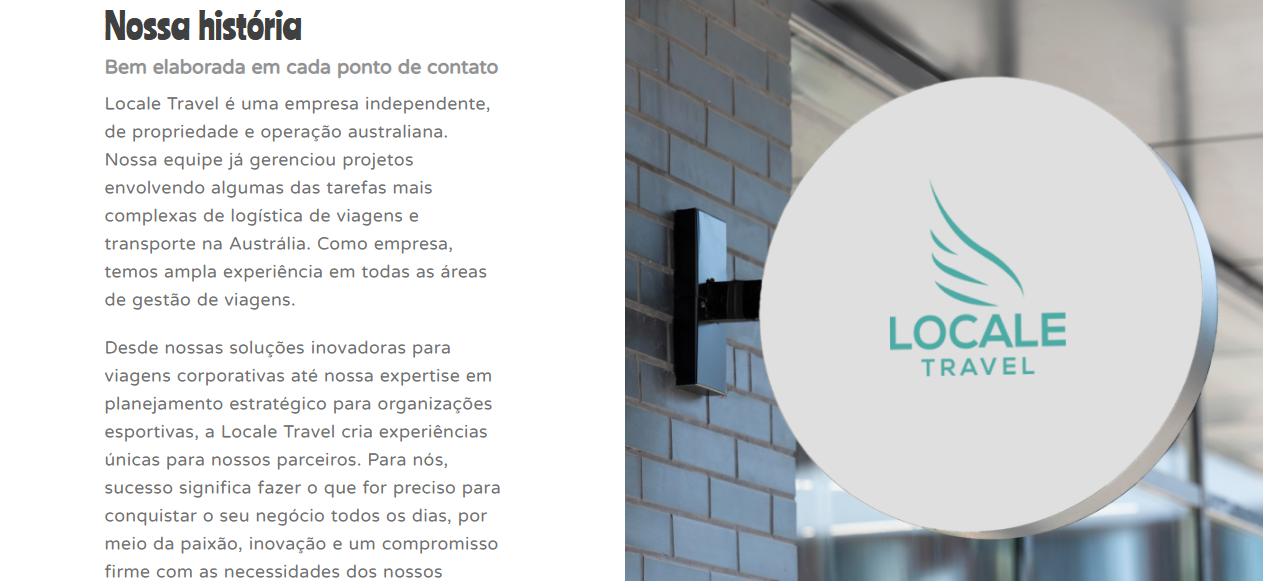 Nossa história
Bem elaborada em cada ponto de contato
Locale Travel é uma empresa independente,
de propriedade e operação australiana.
Nossa equipe já gerenciou projetos
envolvendo algumas das tarefas mais
complexas de logística de viagens e
transporte na Austrália. Como empresa,
temos ampla experiência em todas as áreas
de gestão de viagens.
Desde nossas soluções inovadoras para
viagens corporativas até nossa expertise em
planejamento estratégico para organizações
esportivas, a Locale Travel cria experiências
únicas para nossos parceiros. Para nós,
sucesso significa fazer o que for preciso para
conquistar o seu negócio todos os dias, por
meio da paixão, inovação e um compromisso
firme com as necessidades dos nossos
LOCALE
TRAVEL